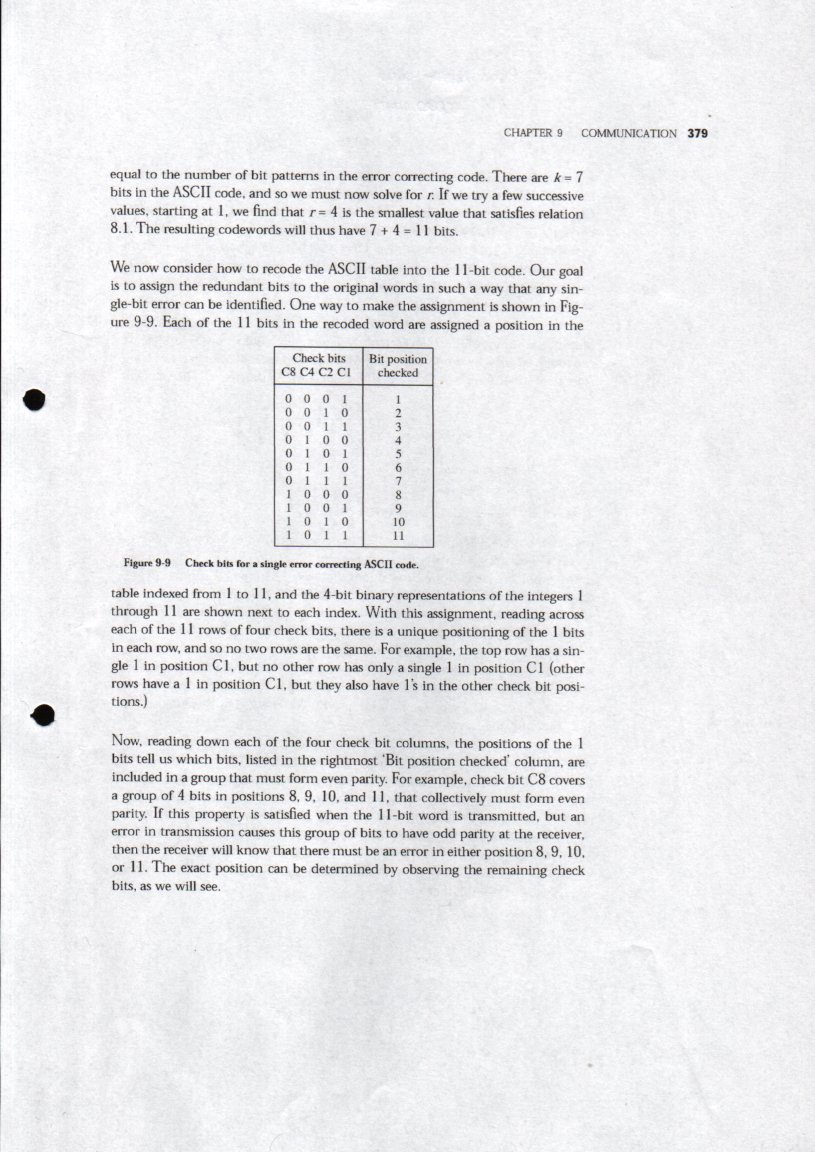 CHAPTER 9 COMMUNICATION 379
equal to the number of bit patterns in the error correcting code. There are k = 7
bits in the ASCII code, and so we must now solve for r. If we try a few successive
values, starting at 1, we find that r = 4 is the smallest value that satisfies relation
8.1. The resulting codewords will thus have 7 + 4 = 11 bits.
We now consider how to recode the ASCII table into the 11-bit code. Our goal
is to assign the redundant bits to the original words in such a way that any sin-
gle-bit error can be identified. One way to make the assignment is shown in Fig-
ure 9-9. Each of the 11 bits in the recoded word are assigned a position in the
Check bits Bit position
C8 C4 C2 C1 checked
0 0 0 1 1
0 0 1 0 2
0 0 1 1 3
0 1 0 0 4
0 1 0 1 5
0 1 1 0 6
0 1 1 1 7
1 0 0 0 8
1 0 0 1 9
1 0 1 0 10
1 0 1 1 11
Figure 9-9 Check bits for a single error correcting ASCII code.
table indexed from 1 to 11, and the 4-bit binary representations of the integers 1
through 11 are shown next to each index. With this assignment, reading across
each of the 11 rows of four check bits, there is a unique positioning of the 1 bits
in each row, and so no two rows are the same. For example, the top row has a sin-
gle 1 in position C1, but no other row has only a single 1 in position C1 (other
rows have a 1 in position C1, but they also have 1's in the other check bit posi-
tions.)
Now, reading down each of the four check bit columns, the positions of the 1
bits tell us which bits, listed in the rightmost 'Bit position checked' column, are
included in a group that must form even parity. For example, check bit C8 covers
a group of 4 bits in positions 8, 9, 10, and 11, that collectively must form even
parity. If this property is satisfied when the 11-bit word is transmitted, but an
error in transmission causes this group of bits to have odd parity at the receiver,
then the receiver will know that there must be an error in either position 8, 9, 10,
or 11. The exact position can be determined by observing the remaining check
bits, as we will see.